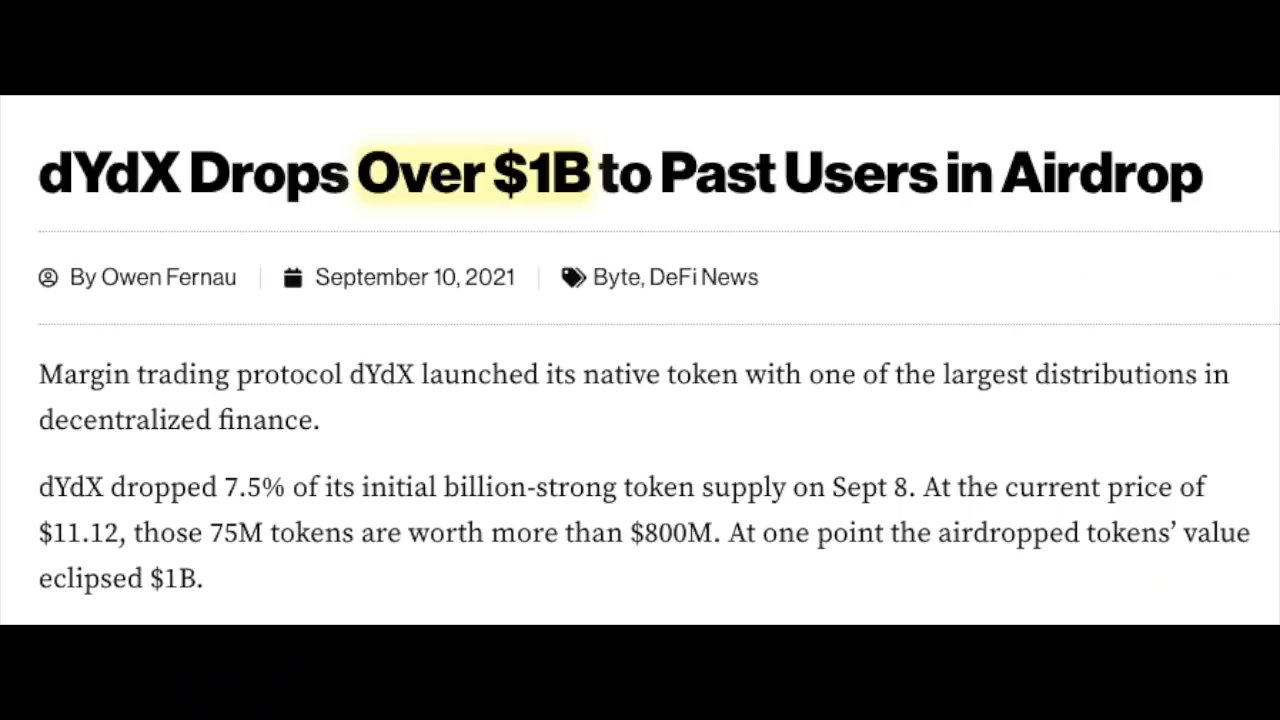 dYdX Drops Over $1B to Past Users in Airdrop
By Owen Fernau
September 10, 2021
Byte, DeFi News
Margin trading protocol dYdX launched its native token with one of the largest distributions in
decentralized finance.
dYdX dropped 7.5% of its initial billion-strong token supply on Sept 8. At the current price of
$11.12, those 75M tokens are worth more than $800M. At one point the airdropped tokens’ value
eclipsed $1B.